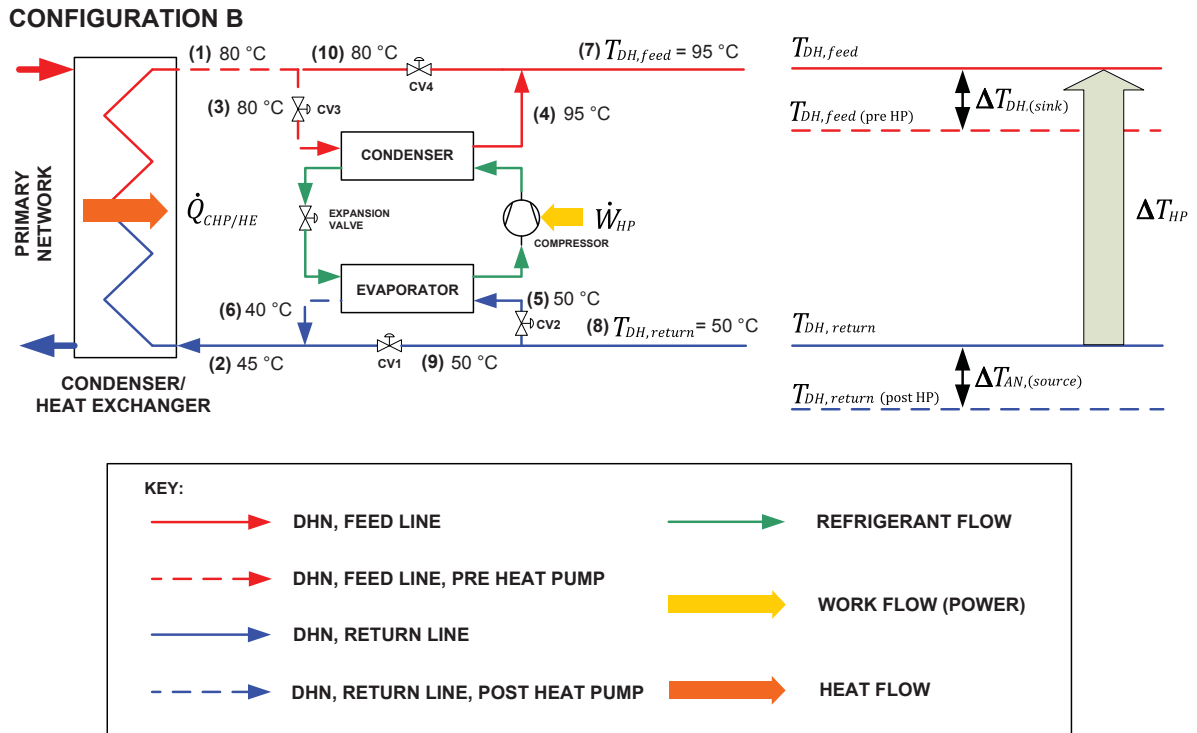 CONFIGURATION B
(1) 80 °C
(10) 80 °C
(7) T_DH,feed = 95 °C
CV4
(3) 80 °C
CV3
(4) 95 °C
CONDENSER
PRIMARY
NETWORK
Q̇_CHP/HE
EXPANSION
VALVE
Ẇ_HP
COMPRESSOR
EVAPORATOR
(6) 40 °C
(5) 50 °C
CV2
(8) T_DH,return = 50 °C
(2) 45 °C
CV1
(9) 50 °C
CONDENSER/
HEAT EXCHANGER
T_DH,feed
ΔT_DH.(sink)
T_DH,feed (pre HP)
ΔT_HP
T_DH,return
ΔT_AN,(source)
T_DH,return (post HP)
KEY:
DHN, FEED LINE
DHN, FEED LINE, PRE HEAT PUMP
DHN, RETURN LINE
DHN, RETURN LINE, POST HEAT PUMP
REFRIGERANT FLOW
WORK FLOW (POWER)
HEAT FLOW